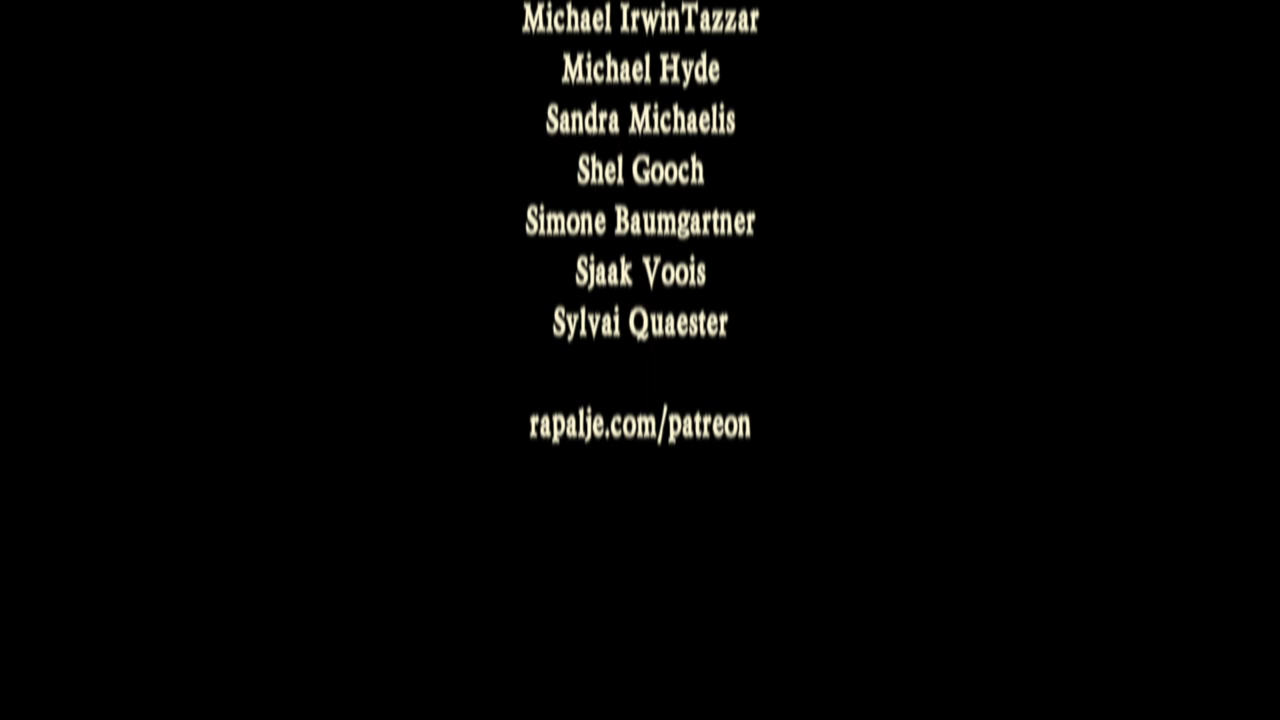 Michael IrwinTazzar
Michael Hyde
Sandra Michaelis
Shel Gooch
Simone Baumgartner
Sjaak Voois
Sylvai Quaester
rapalje.com/patreon